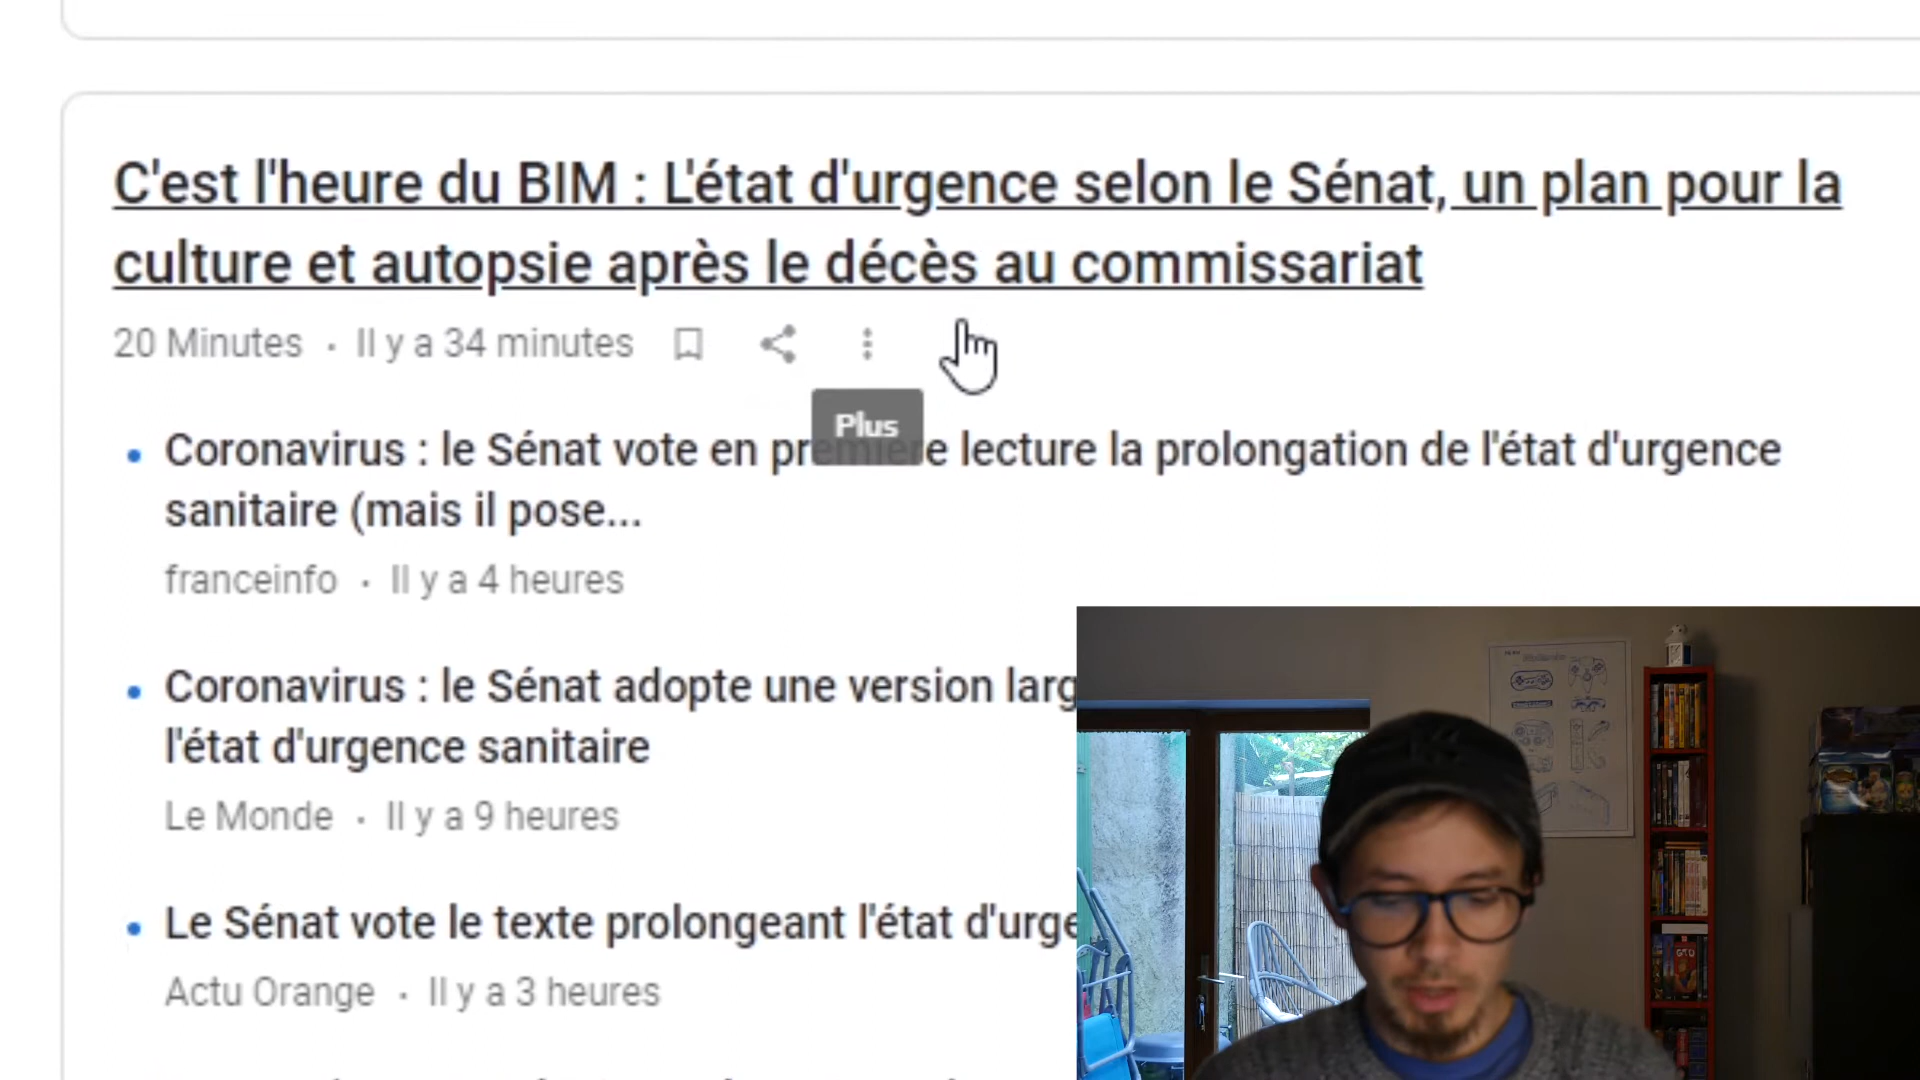 C'est l'heure du BIM : L'état d'urgence selon le Sénat, un plan pour la
culture et autopsie après le décès au commissariat
20 Minutes · Il y a 34 minutes
Plus
Coronavirus : le Sénat vote en première lecture la prolongation de l'état d'urgence
sanitaire (mais il pose...
franceinfo · Il y a 4 heures
Coronavirus : le Sénat adopte une version larg
l'état d'urgence sanitaire
Le Monde · Il y a 9 heures
Le Sénat vote le texte prolongeant l'état d'urge
Actu Orange · Il y a 3 heures